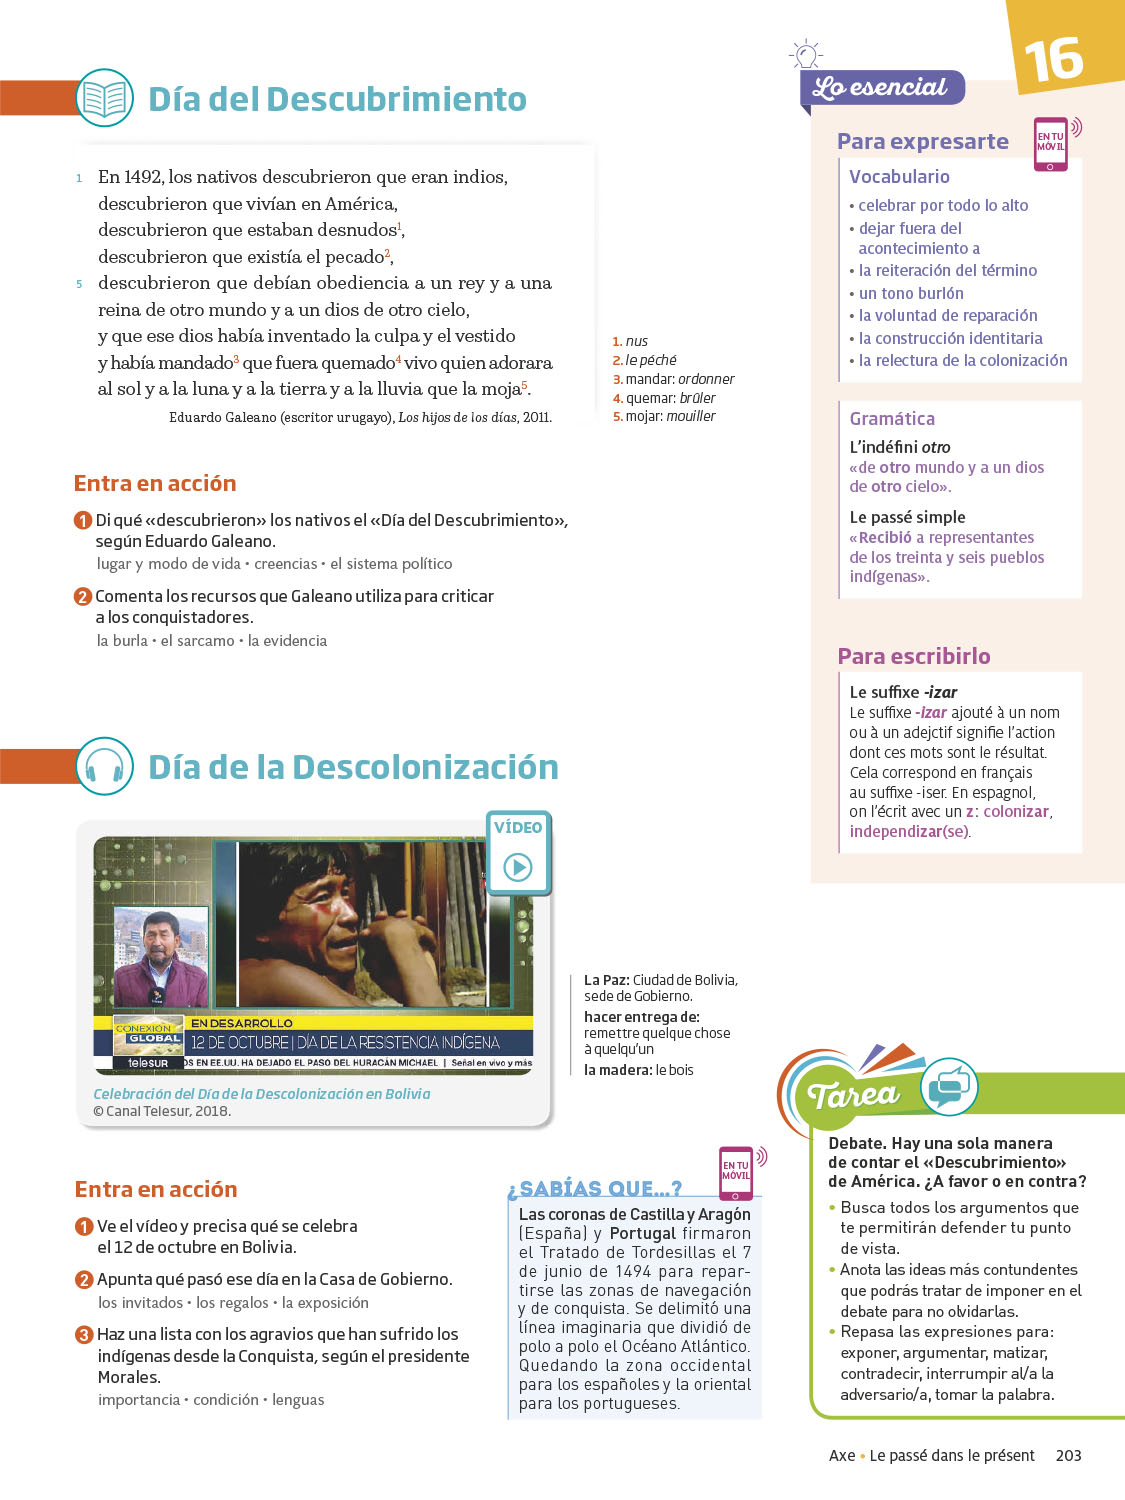 16
Día del Descubrimiento
1 En 1492, los nativos descubrieron que eran indios,
descubrieron que vivían en América,
descubrieron que estaban desnudos1,
descubrieron que existía el pecado2,
5 descubrieron que debían obediencia a un rey y a una
reina de otro mundo y a un dios de otro cielo,
y que ese dios había inventado la culpa y el vestido
y había mandado3 que fuera quemado4 vivo quien adorara
al sol y a la luna y a la tierra y a la lluvia que la moja5.
Eduardo Galeano (escritor urugayo), Los hijos de los días, 2011.
1. nus
2. le péché
3. mandar: ordonner
4. quemar: brûler
5. mojar: mouiller
Entra en acción
1 Di qué «descubrieron» los nativos el «Día del Descubrimiento»,
según Eduardo Galeano.
lugar y modo de vida • creencias • el sistema político
2 Comenta los recursos que Galeano utiliza para criticar
a los conquistadores.
la burla • el sarcamo • la evidencia
Día de la Descolonización
VÍDEO
EN DESARROLLO
CONEXIÓN
GLOBAL
12 DE OCTUBRE | DÍA DE LA RESISTENCIA INDÍGENA
teleSUR
OS EN EE.UU. HA DEJADO EL PASO DEL HURACÁN MICHAEL | Señal en vivo y más
Celebración del Día de la Descolonización en Bolivia
© Canal Telesur, 2018.
La Paz: Ciudad de Bolivia,
sede de Gobierno.
hacer entrega de:
remettre quelque chose
à quelqu'un
la madera: le bois
Entra en acción
1 Ve el vídeo y precisa qué se celebra
el 12 de octubre en Bolivia.
2 Apunta qué pasó ese día en la Casa de Gobierno.
los invitados • los regalos • la exposición
3 Haz una lista con los agravios que han sufrido los
indígenas desde la Conquista, según el presidente
Morales.
importancia • condición • lenguas
EN TU
MÓVIL
¿SABÍAS QUE...?
Las coronas de Castilla y Aragón
(España) y Portugal firmaron
el Tratado de Tordesillas el 7
de junio de 1494 para repar-
tirse las zonas de navegación
y de conquista. Se delimitó una
línea imaginaria que dividió de
polo a polo el Océano Atlántico.
Quedando la zona occidental
para los españoles y la oriental
para los portugueses.
Lo esencial
Para expresarte
EN TU
MÓVIL
Vocabulario
• celebrar por todo lo alto
• dejar fuera del
acontecimiento a
• la reiteración del término
• un tono burlón
• la voluntad de reparación
• la construcción identitaria
• la relectura de la colonización
Gramática
L'indéfini otro
«de otro mundo y a un dios
de otro cielo».
Le passé simple
«Recibió a representantes
de los treinta y seis pueblos
indígenas».
Para escribirlo
Le suffixe -izar
Le suffixe -izar ajouté à un nom
ou à un adejctif signifie l'action
dont ces mots sont le résultat.
Cela correspond en français
au suffixe -iser. En espagnol,
on l'écrit avec un z: colonizar,
independizar(se).
Tarea
Debate. Hay una sola manera
de contar el «Descubrimiento»
de América. ¿A favor o en contra?
• Busca todos los argumentos que
te permitirán defender tu punto
de vista.
• Anota las ideas más contundentes
que podrás tratar de imponer en el
debate para no olvidarlas.
• Repasa las expresiones para:
exponer, argumentar, matizar,
contradecir, interrumpir al/a la
adversario/a, tomar la palabra.
Axe • Le passé dans le présent 203